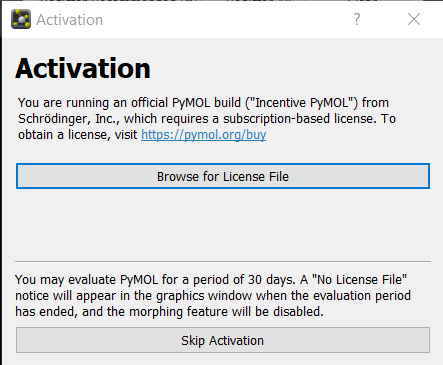 Activation
Activation
You are running an official PyMOL build ("Incentive PyMOL") from
Schrödinger, Inc., which requires a subscription-based license. To
obtain a license, visit https://pymol.org/buy
Browse for License File
You may evaluate PyMOL for a period of 30 days. A "No License File"
notice will appear in the graphics window when the evaluation period
has ended, and the morphing feature will be disabled.
Skip Activation